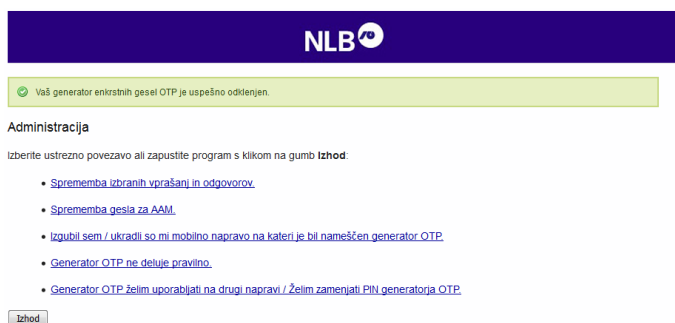 NLB
Vaš generator enkrstnih gesel OTP je uspešno odklenjen.
Administracija
Izberite ustrezno povezavo ali zapustite program s klikom na gumb Izhod:
• Sprememba izbranih vprašanj in odgovorov.
• Sprememba gesla za AAM.
• Izgubil sem / ukradli so mi mobilno napravo na kateri je bil nameščen generator OTP.
• Generator OTP ne deluje pravilno.
• Generator OTP želim uporabljati na drugi napravi / Želim zamenjati PIN generatorja OTP.
Izhod